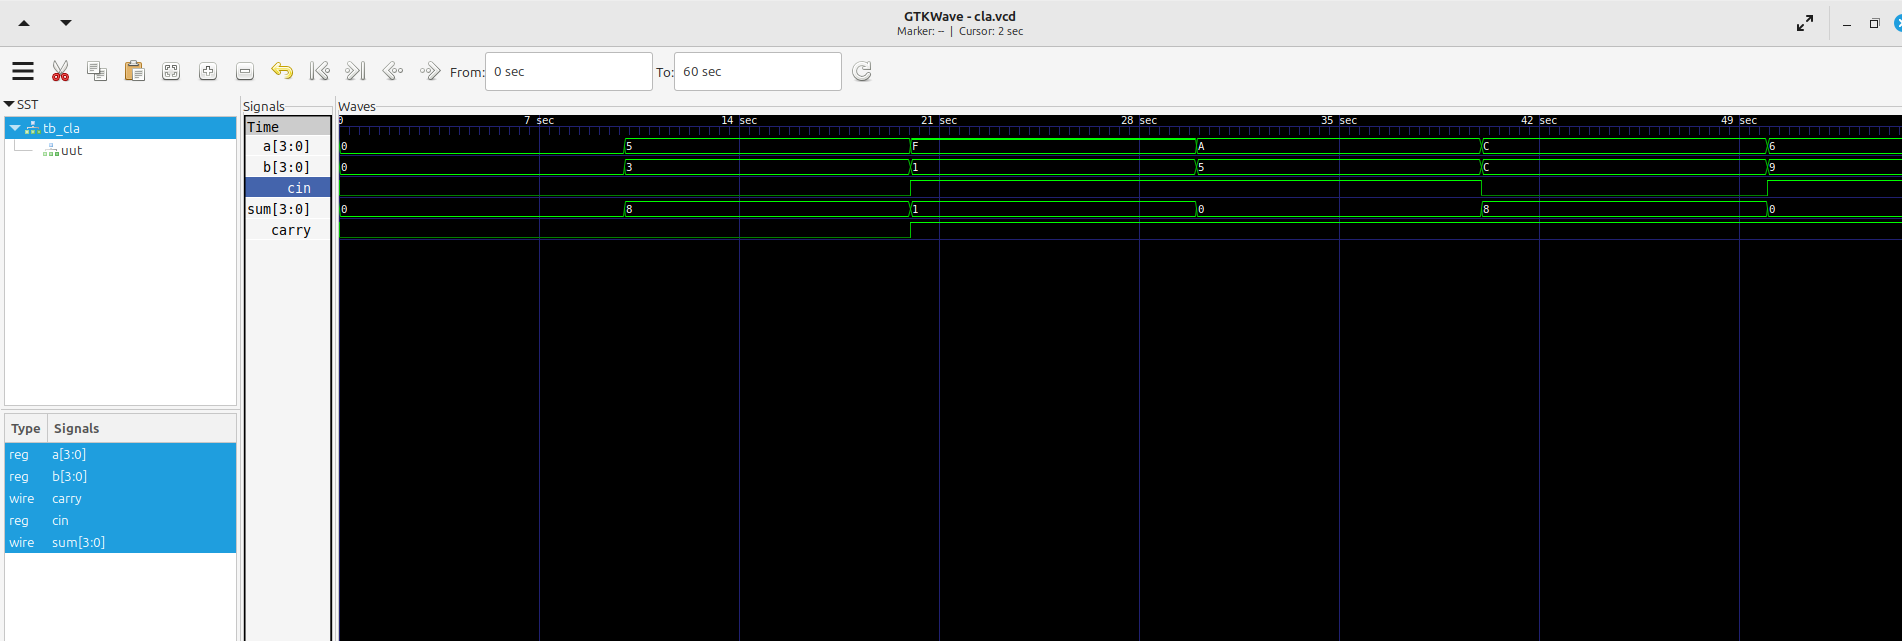 GTKWave - cla.vcd
Marker: -- | Cursor: 2 sec
From: 0 sec To: 60 sec
SST
tb_cla
uut
Type Signals
reg a[3:0]
reg b[3:0]
wire carry
reg cin
wire sum[3:0]
Signals
Time
a[3:0]
b[3:0]
cin
sum[3:0]
carry
Waves
0 7 sec 14 sec 21 sec 28 sec 35 sec 42 sec 49 sec
0 5 F A C 6
0 3 1 5 C 9
0 8 1 0 8 0